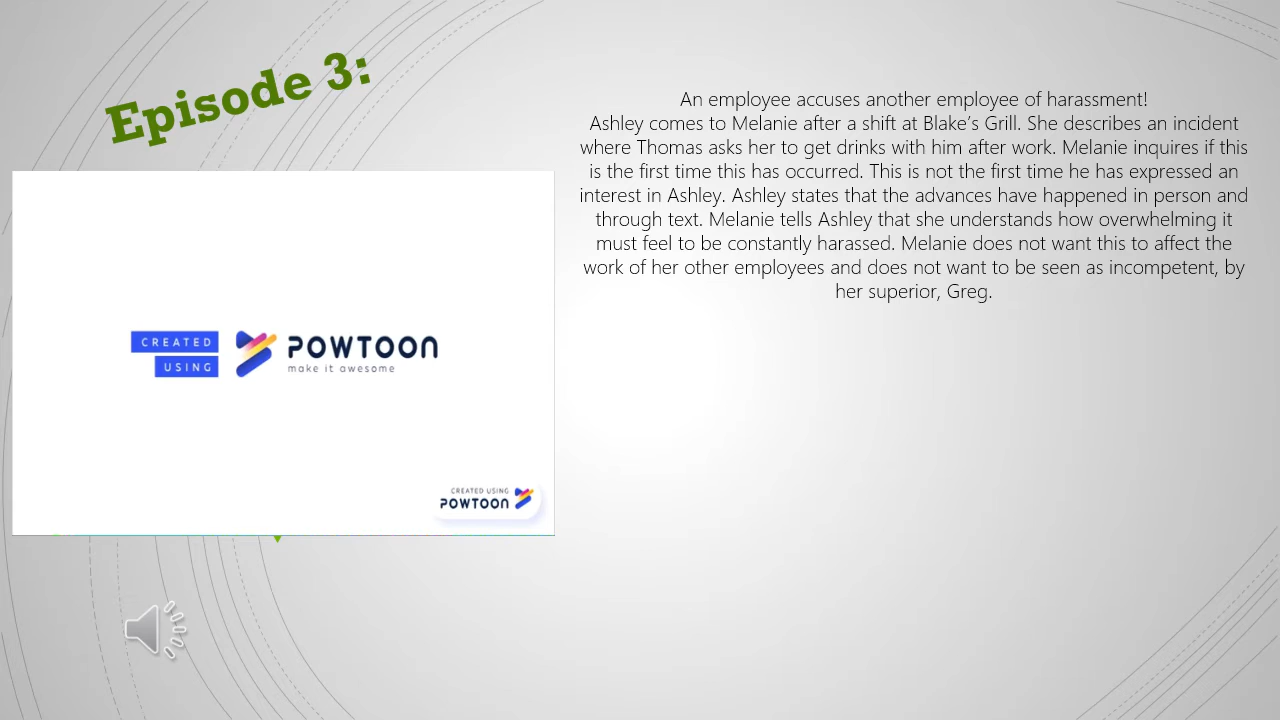 Episode 3:
An employee accuses another employee of harassment!
Ashley comes to Melanie after a shift at Blake’s Grill. She describes an incident
where Thomas asks her to get drinks with him after work. Melanie inquires if this
is the first time this has occurred. This is not the first time he has expressed an
interest in Ashley. Ashley states that the advances have happened in person and
through text. Melanie tells Ashley that she understands how overwhelming it
must feel to be constantly harassed. Melanie does not want this to affect the
work of her other employees and does not want to be seen as incompetent, by
her superior, Greg.
CREATED
USING
POWTOON
make it awesome
CREATED USING
POWTOON